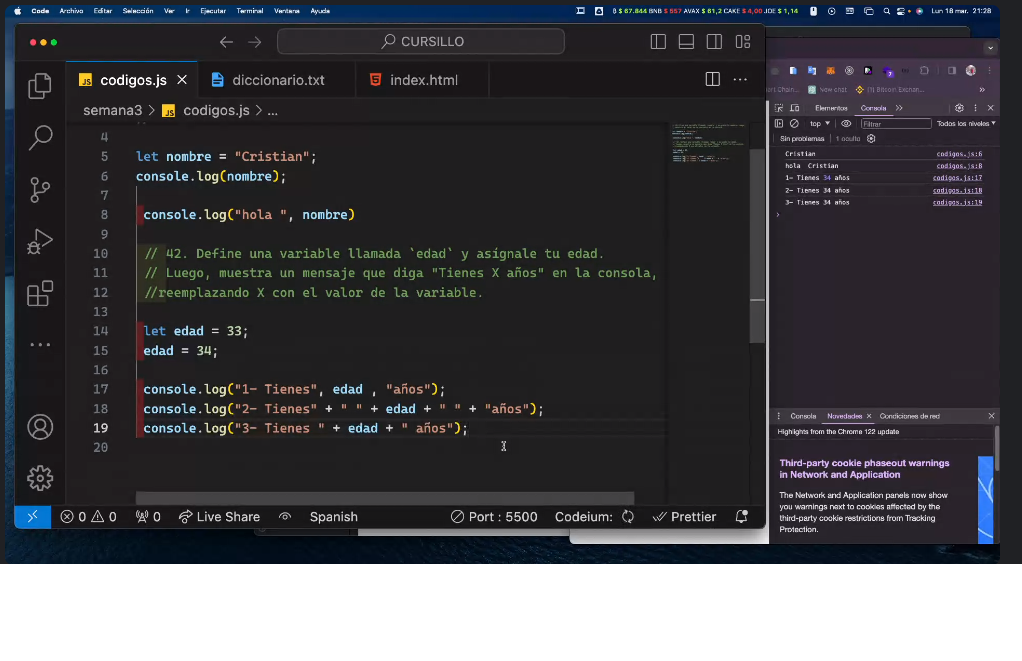 Code Archivo Editar Selección Ver Ir Ejecutar Terminal Ventana Ayuda
$ 67.844 BNB $ 557 AVAX $ 61,2 CAKE $ 4,00 JOE $ 1,14
Lun 18 mar. 21:28
CURSILLO
codigos.js
diccionario.txt
index.html
semana3 > codigos.js > ...
4
5 let nombre = "Cristian";
6 console.log(nombre);
7
8 console.log("hola ", nombre)
9
10 // 42. Define una variable llamada `edad` y asígnale tu edad.
11 // Luego, muestra un mensaje que diga "Tienes X años" en la consola,
12 //reemplazando X con el valor de la variable.
13
14 let edad = 33;
15 edad = 34;
16
17 console.log("1- Tienes", edad , "años");
18 console.log("2- Tienes" + " " + edad + " " + "años");
19 console.log("3- Tienes " + edad + " años");
20
0 0 0 Live Share Spanish Port : 5500 Codeium: Prettier
new chat
(1) Bitcoin Exchan...
Elementos Consola
top Filtrar Todos los niveles
Sin problemas 1 oculto
Cristian codigos.js:6
hola Cristian codigos.js:8
1- Tienes 34 años codigos.js:17
2- Tienes 34 años codigos.js:18
3- Tienes 34 años codigos.js:19
Consola Novedades Condiciones de red
Highlights from the Chrome 122 update
Third-party cookie phaseout warnings
in Network and Application
The Network and Application panels now show
you warnings next to cookies affected by the
third-party cookie restrictions from Tracking
Protection.